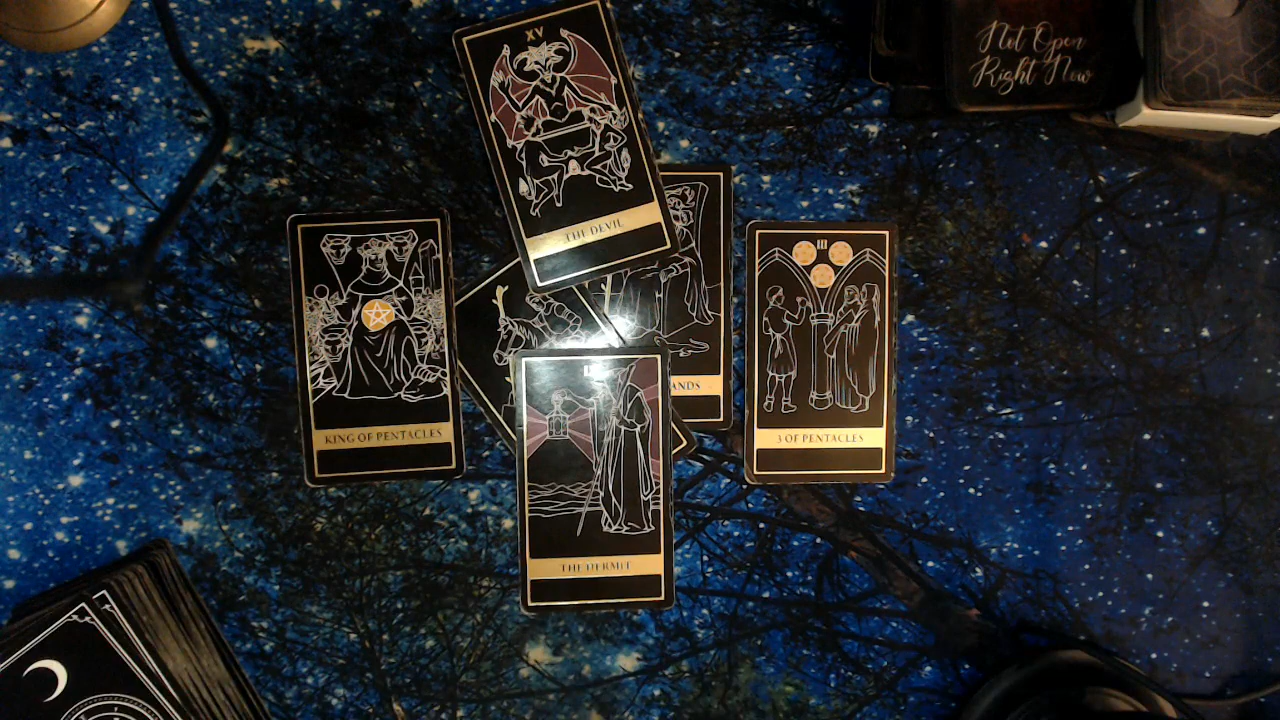 XV
THE DEVIL
Not Open
Right Now
KING OF PENTACLES
ANDS
III
3 OF PENTACLES
THE HERMIT